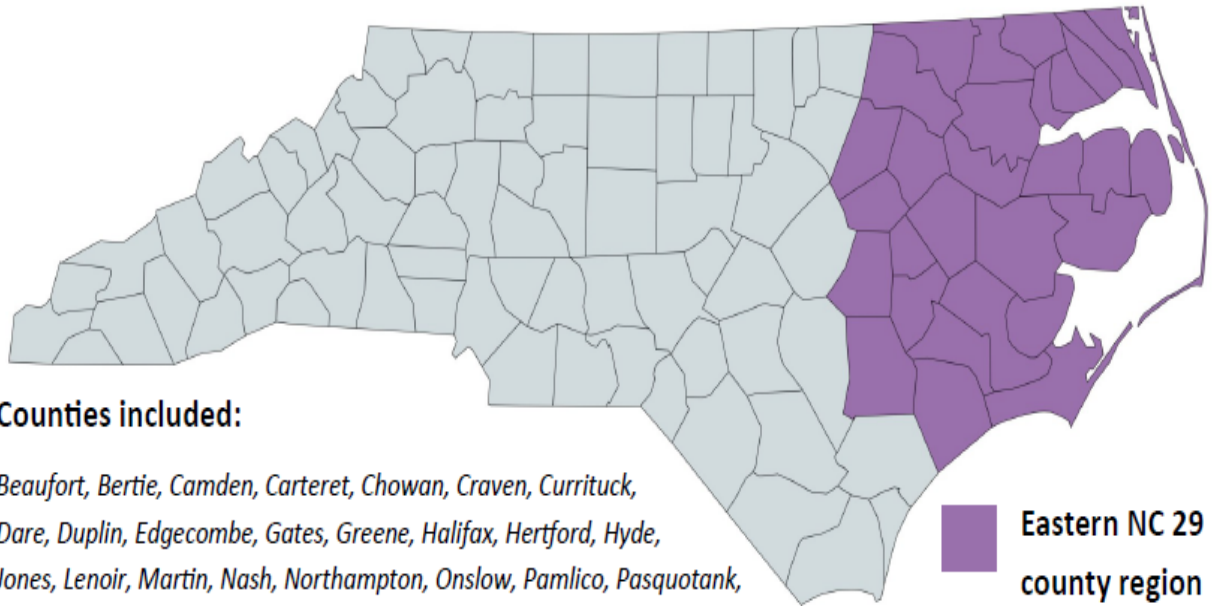 Counties included:
Beaufort, Bertie, Camden, Carteret, Chowan, Craven, Currituck,
Dare, Duplin, Edgecombe, Gates, Greene, Halifax, Hertford, Hyde,
Jones, Lenoir, Martin, Nash, Northampton, Onslow, Pamlico, Pasquotank,
Eastern NC 29
county region